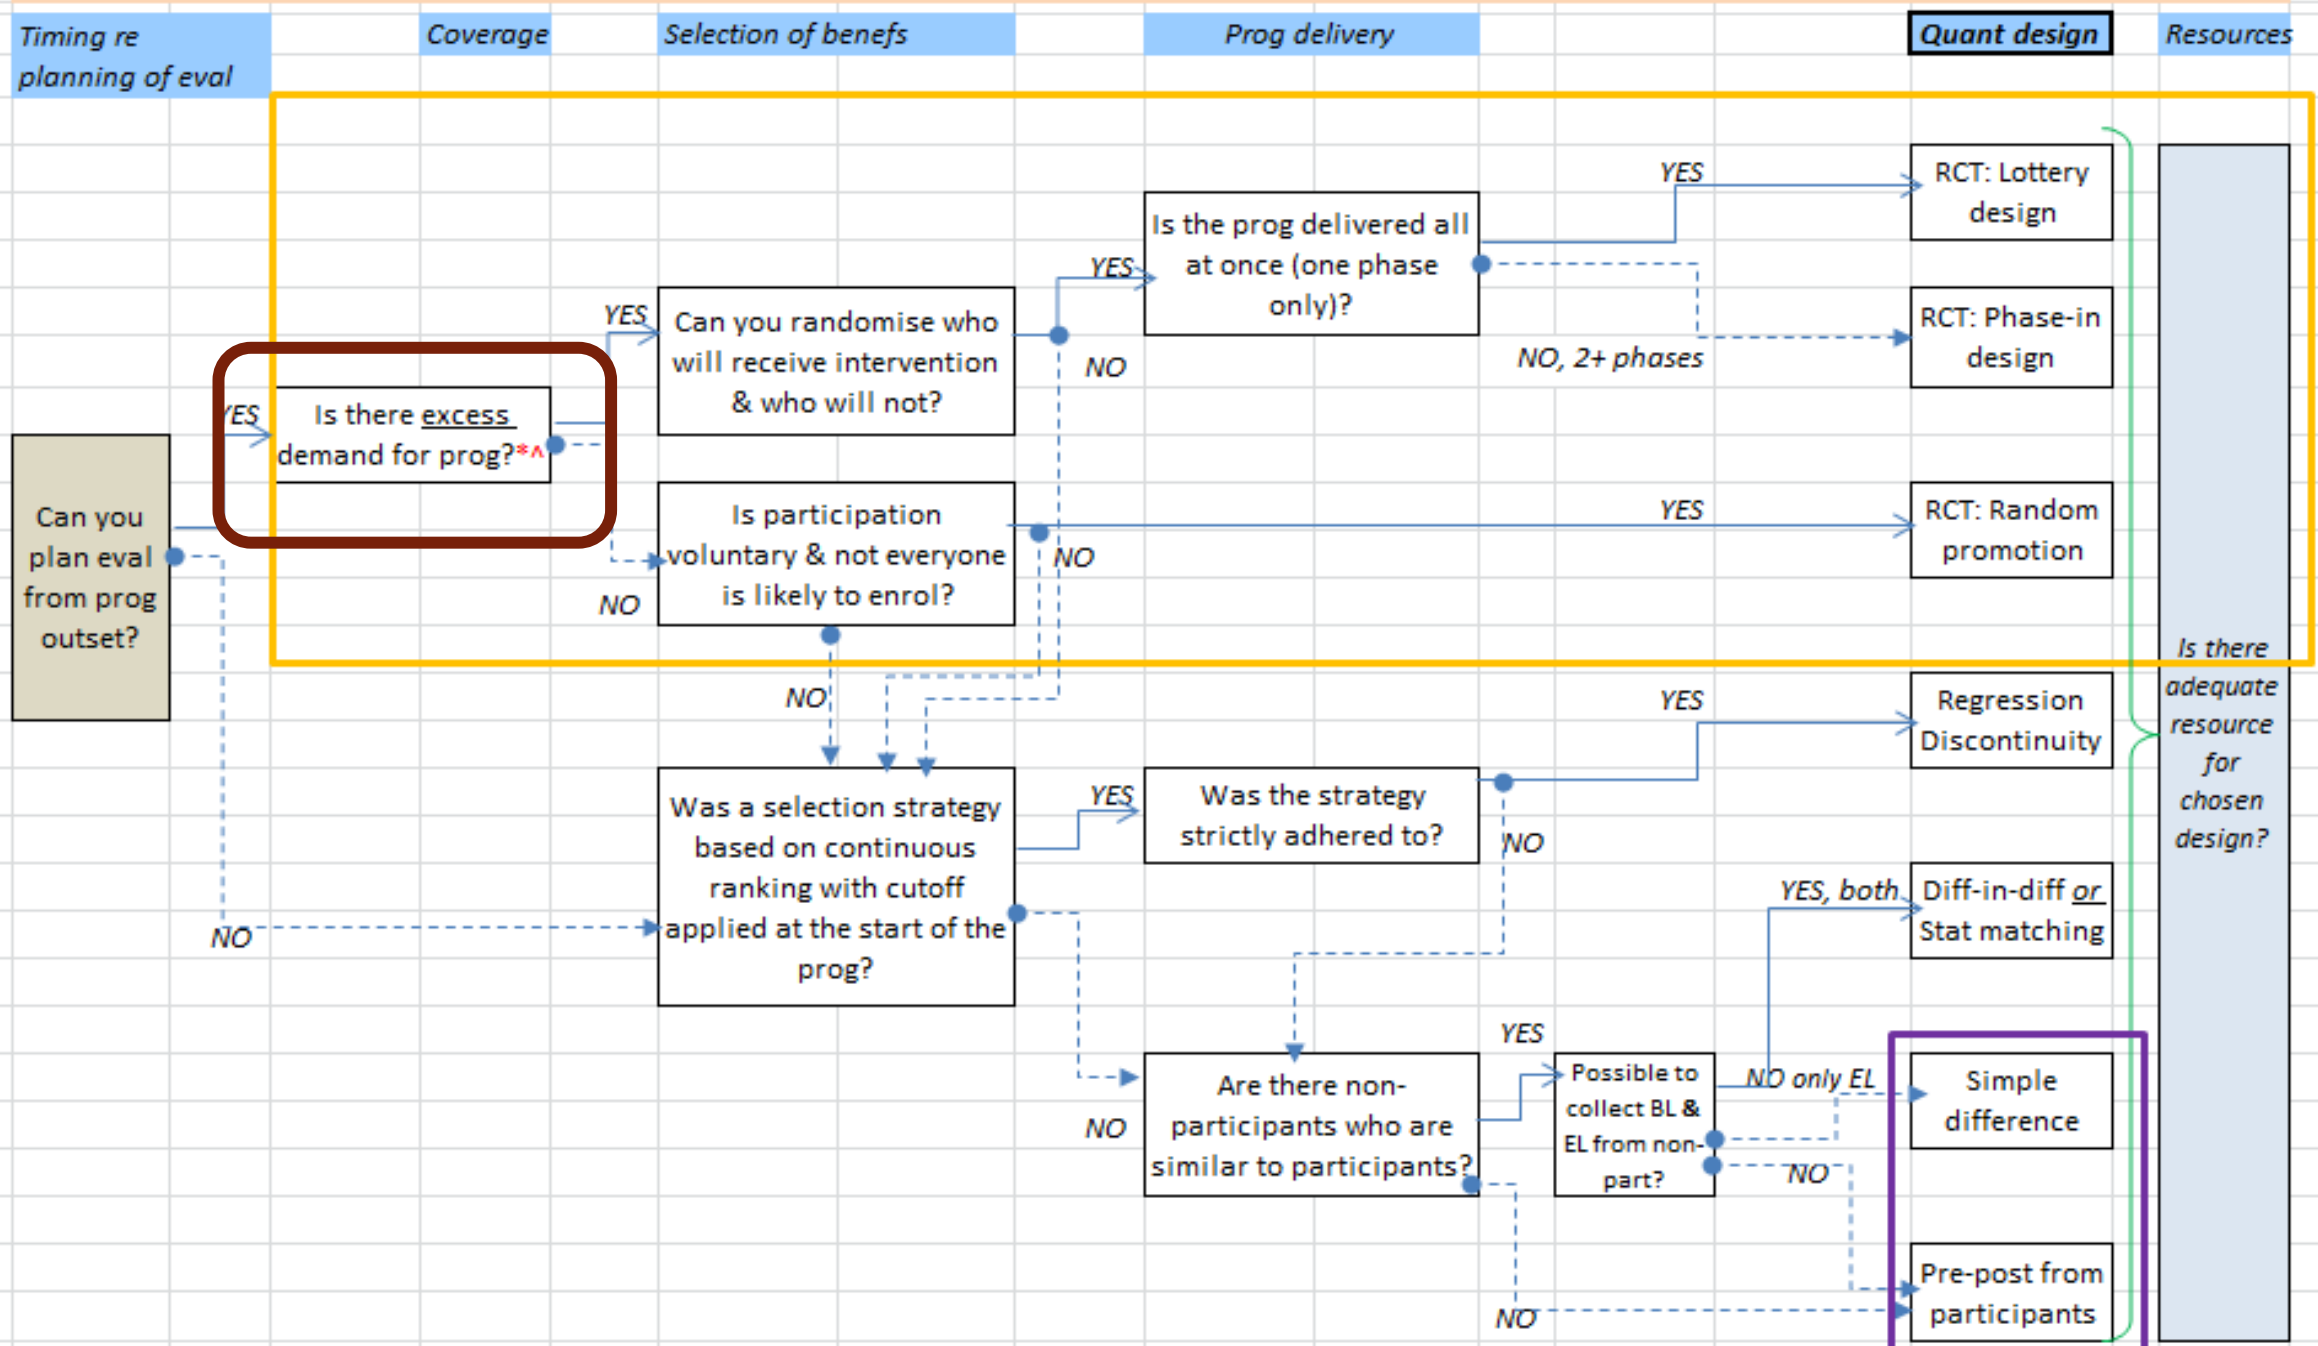 Timing re
planning of eval
Coverage
Selection of benefs
Prog delivery
Quant design
Resources
Can you
plan eval
from prog
outset?
YES
NO
Is there excess
demand for prog?*^
YES
NO
Can you randomise who
will receive intervention
& who will not?
YES
NO
Is the prog delivered all
at once (one phase
only)?
YES
NO, 2+ phases
RCT: Lottery
design
RCT: Phase-in
design
Is participation
voluntary & not everyone
is likely to enrol?
NO
YES
RCT: Random
promotion
NO
Was a selection strategy
based on continuous
ranking with cutoff
applied at the start of the
prog?
YES
NO
Was the strategy
strictly adhered to?
YES
NO
Regression
Discontinuity
Are there non-
participants who are
similar to participants?
YES
NO
Possible to
collect BL &
EL from non-
part?
YES, both
NO only EL
NO
Diff-in-diff or
Stat matching
Simple
difference
Pre-post from
participants
Is there
adequate
resource
for
chosen
design?